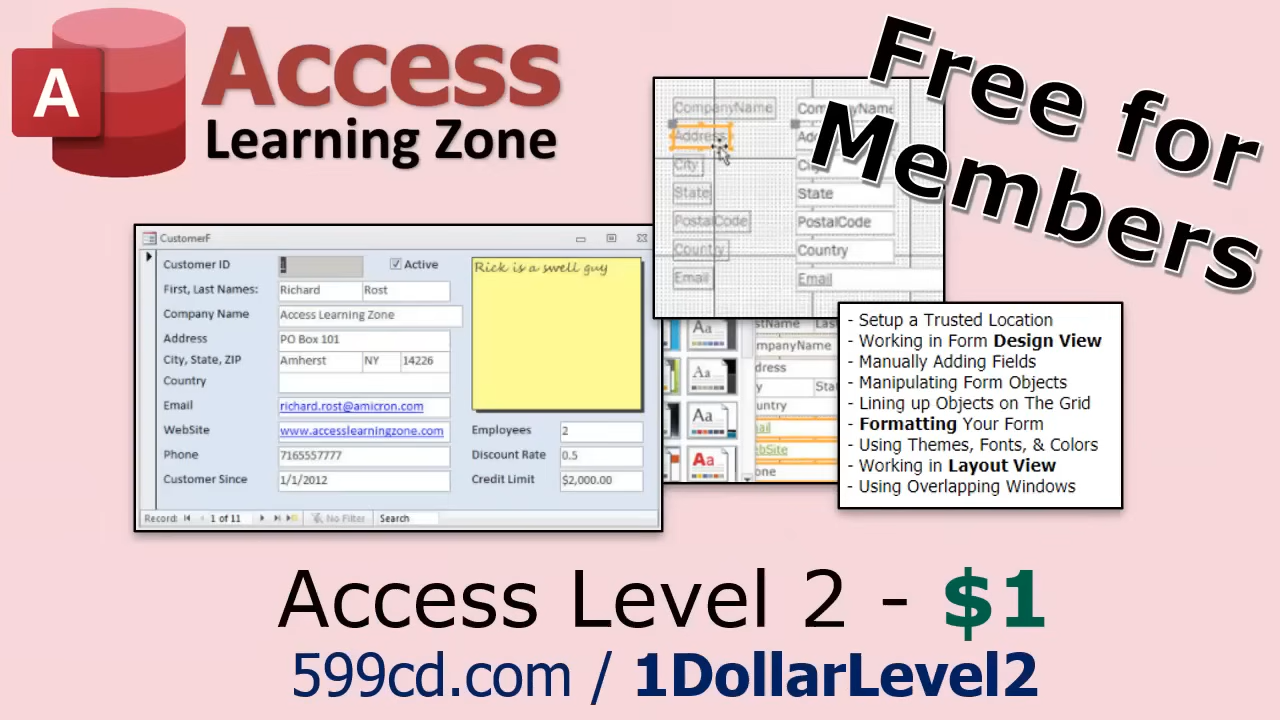 A
Access
Learning Zone
Free for
Members
CompanyName CompanyName
Address
City
State State
PostalCode PostalCode
Country Country
Email Email
CustomerF
Customer ID
Active
Rick is a swell guy
First, Last Names: Richard Rost
Company Name Access Learning Zone
Address PO Box 101
City, State, ZIP Amherst NY 14226
Country
Email richard.rost@amicron.com
WebSite www.accesslearningzone.com
Phone 7165557777
Customer Since 1/1/2012
Employees 2
Discount Rate 0.5
Credit Limit $2,000.00
Record: 1 of 11 No Filter Search
Aa
Aa
Aa
Aa
- Setup a Trusted Location
- Working in Form Design View
- Manually Adding Fields
- Manipulating Form Objects
- Lining up Objects on The Grid
- Formatting Your Form
- Using Themes, Fonts, & Colors
- Working in Layout View
- Using Overlapping Windows
Access Level 2 - $1
599cd.com / 1DollarLevel2